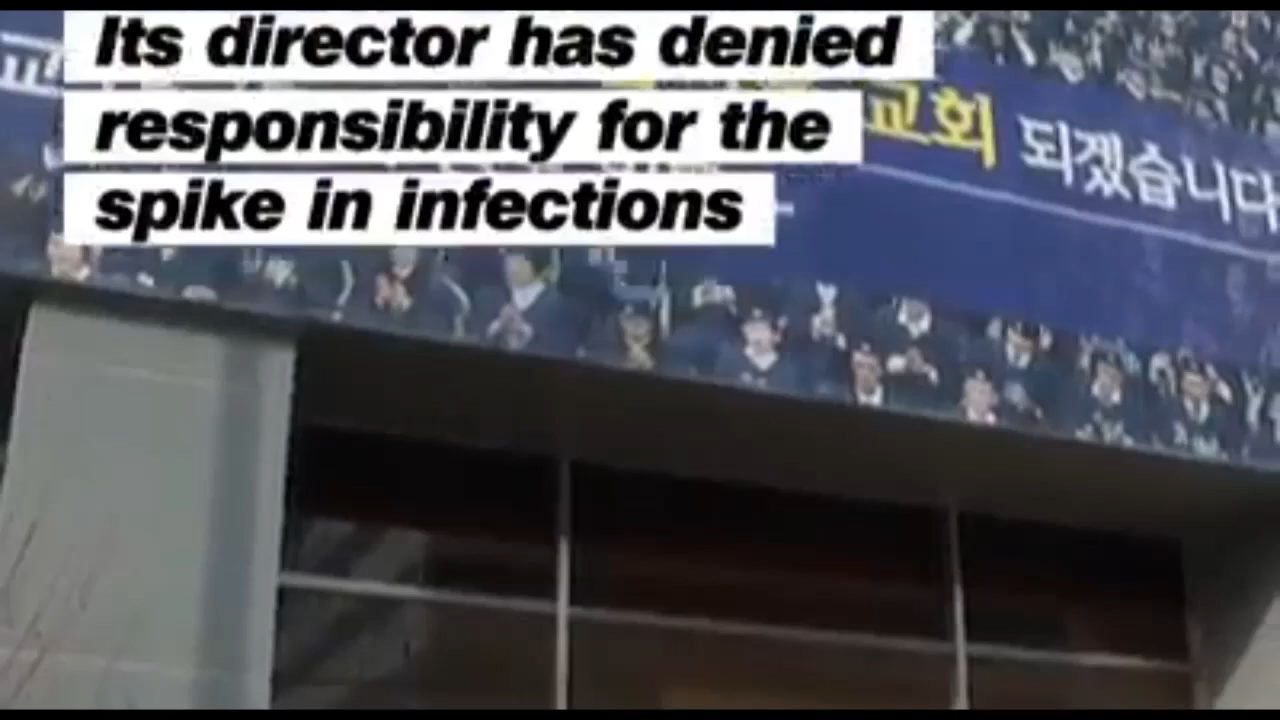 Its director has denied
responsibility for the
spike in infections
교회 되겠습니다